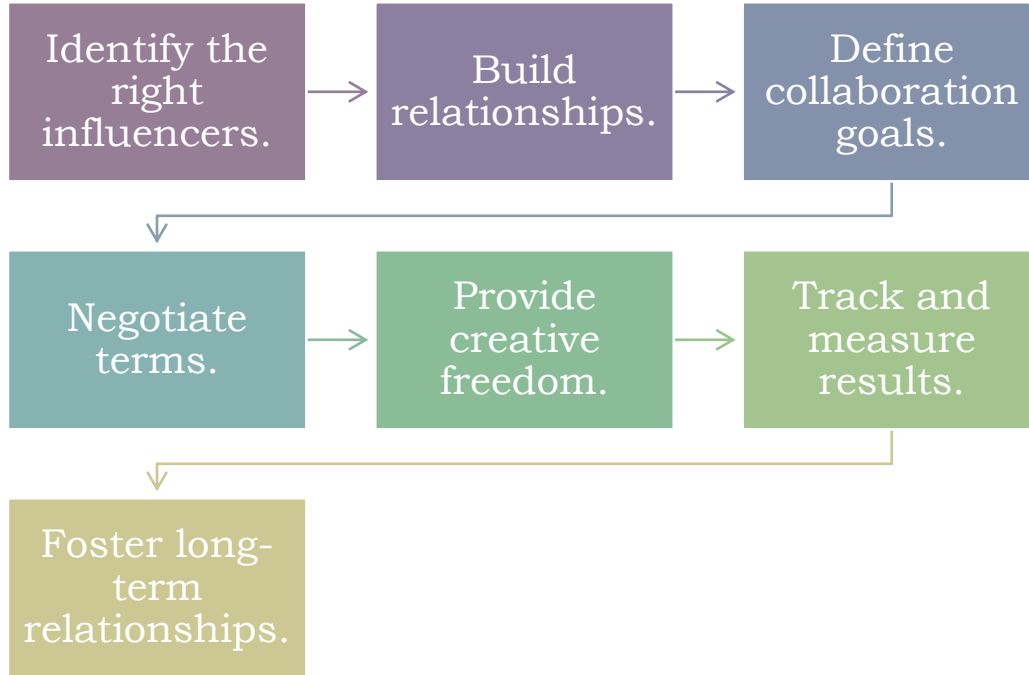 Identify the
right
influencers.
Build
relationships.
Define
collaboration
goals.
Negotiate
terms.
Provide
creative
freedom.
Track and
measure
results.
Foster long-
term
relationships.